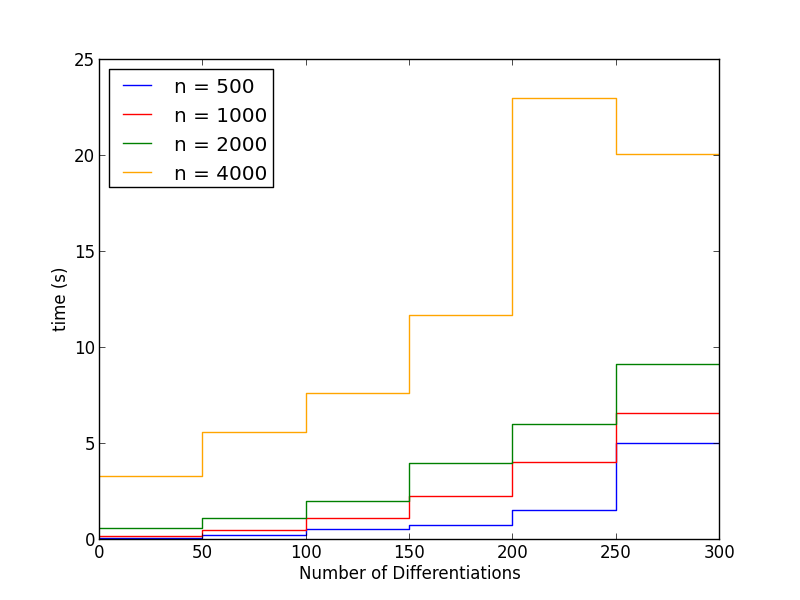 25
20
15
10
5
0
time (s)
n = 500
n = 1000
n = 2000
n = 4000
0 50 100 150 200 250 300
Number of Differentiations